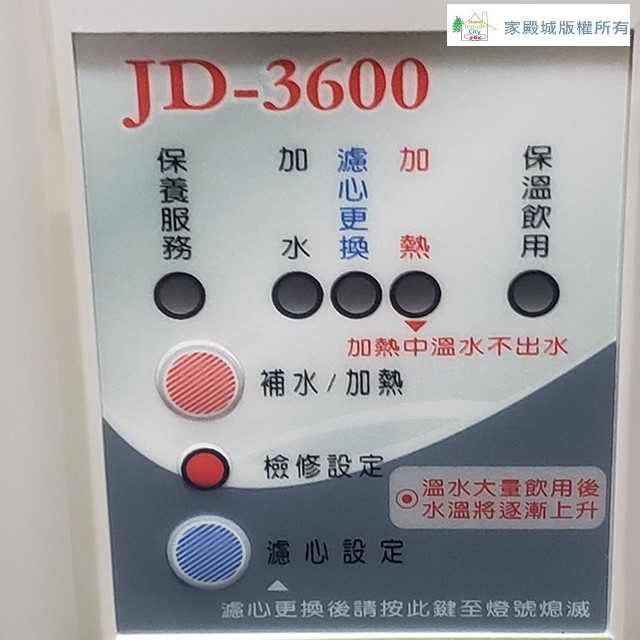 Home
Temple
City
家殿城版權所有
JD-3600
保養服務
加水
濾心更換
加熱
保溫飲用
加熱中溫水不出水
補水/加熱
檢修設定
溫水大量飲用後
水溫將逐漸上升
濾心設定
濾心更換後請按此鍵至燈號熄滅